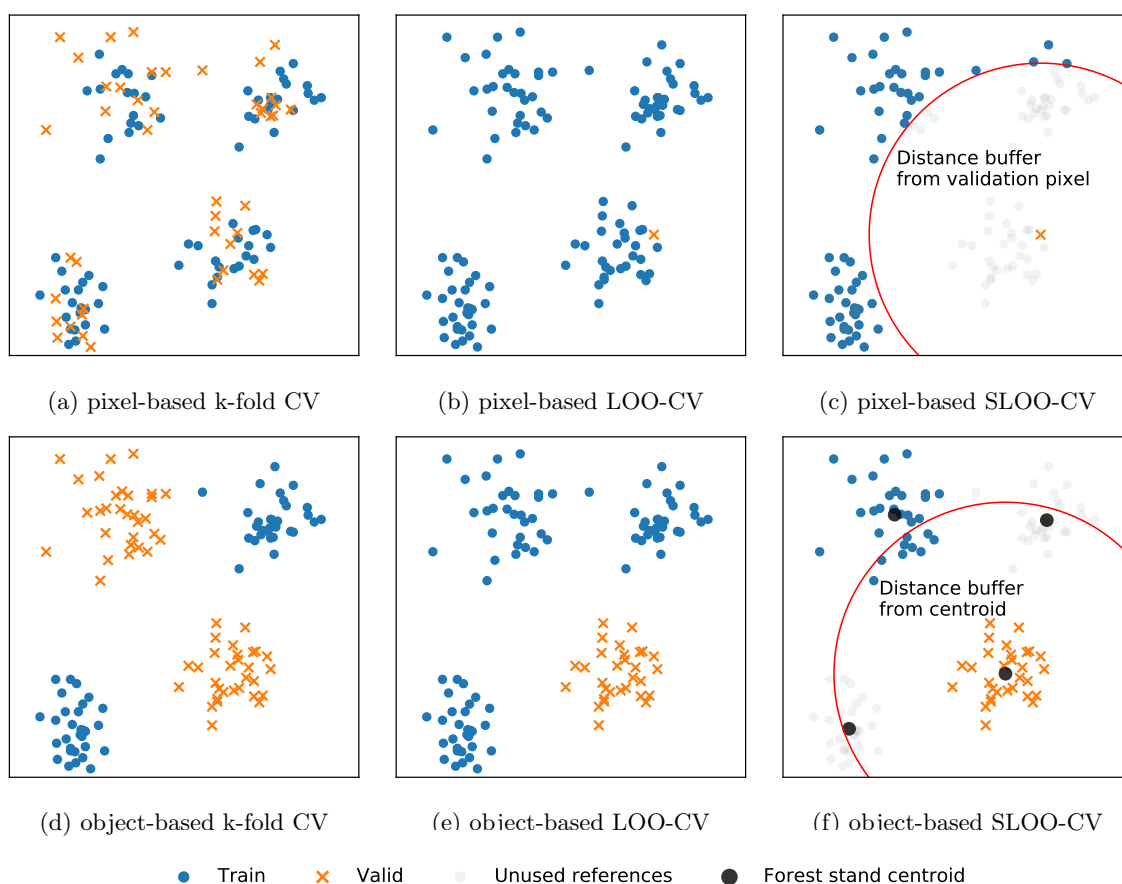 Distance buffer
from validation pixel
(a) pixel-based k-fold CV
(b) pixel-based LOO-CV
(c) pixel-based SLOO-CV
Distance buffer
from centroid
(d) object-based k-fold CV
(e) object-based LOO-CV
(f) object-based SLOO-CV
Train
Valid
Unused references
Forest stand centroid